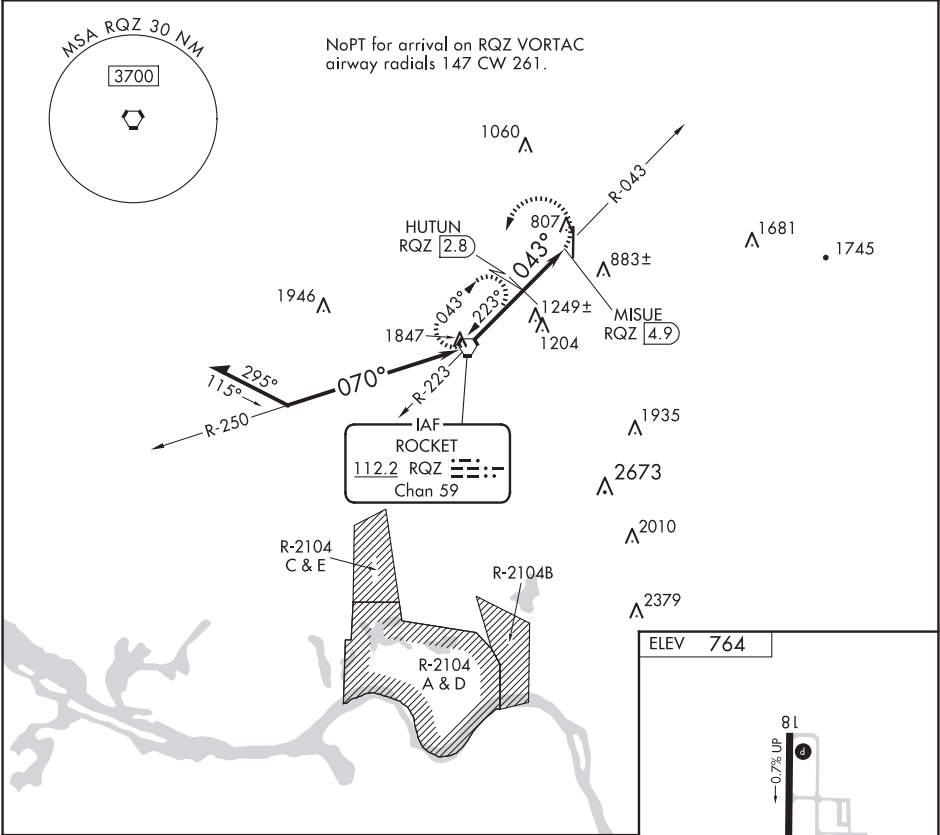 MSA RQZ 30 NM
3700
NoPT for arrival on RQZ VORTAC
airway radials 147 CW 261.
1060
R-043
HUTUN
RQZ 2.8
807
043°
1681
1745
883±
1946
043°
223°
1249±
MISUE
RQZ 4.9
1847
1204
295°
115°
070°
R-250
R-223
IAF
ROCKET
112.2 RQZ
Chan 59
1935
2673
2010
R-2104
C & E
R-2104B
2379
R-2104
A & D
ELEV 764
18
0.7% UP
P